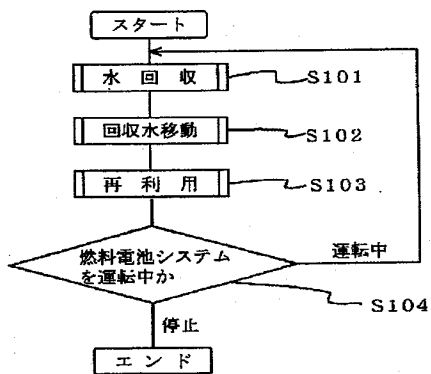 スタート
水回収
S101
回収水移動
S102
再利用
S103
燃料電池システム
を運転中か
運転中
S104
停止
エンド